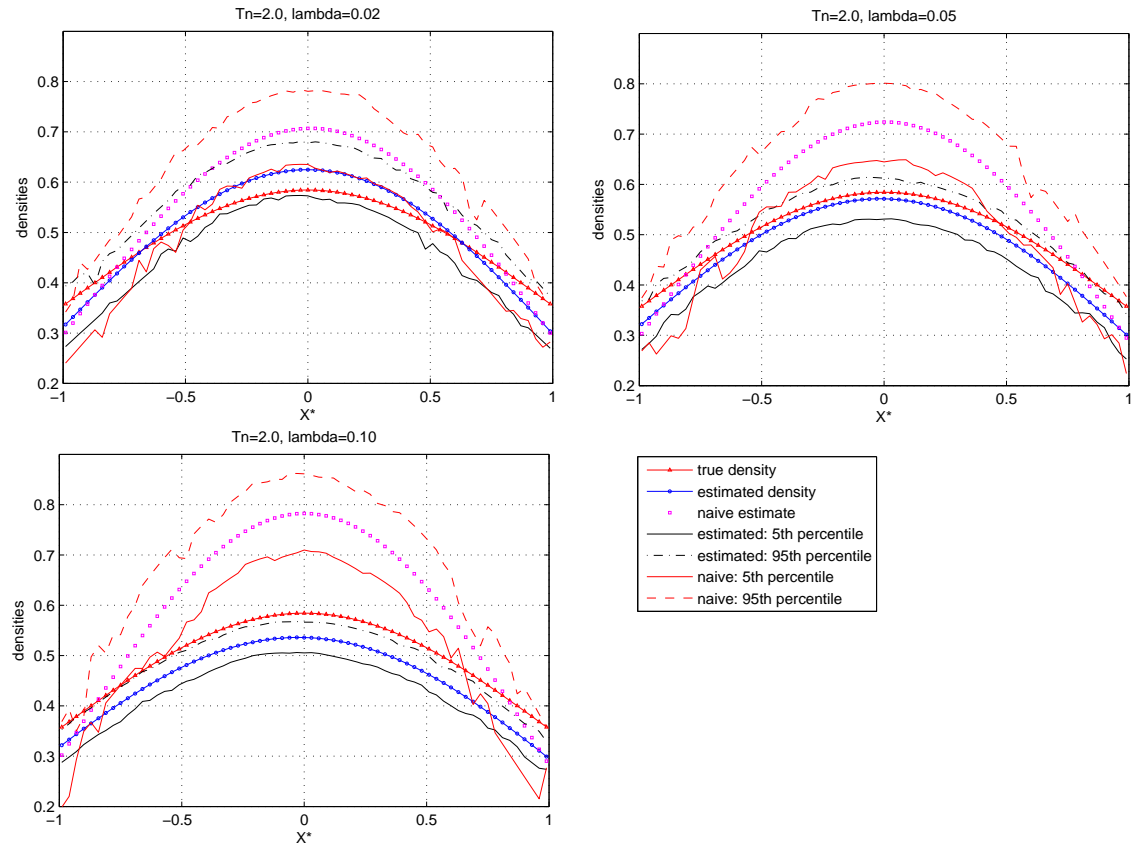 Tn=2.0, lambda=0.02
densities
0.8
0.7
0.6
0.5
0.4
0.3
0.2
−1
−0.5
0
0.5
1
X*
Tn=2.0, lambda=0.05
densities
0.8
0.7
0.6
0.5
0.4
0.3
0.2
−1
−0.5
0
0.5
1
X*
Tn=2.0, lambda=0.10
densities
0.8
0.7
0.6
0.5
0.4
0.3
0.2
−1
−0.5
0
0.5
1
X*
true density
estimated density
naive estimate
estimated: 5th percentile
estimated: 95th percentile
naive: 5th percentile
naive: 95th percentile